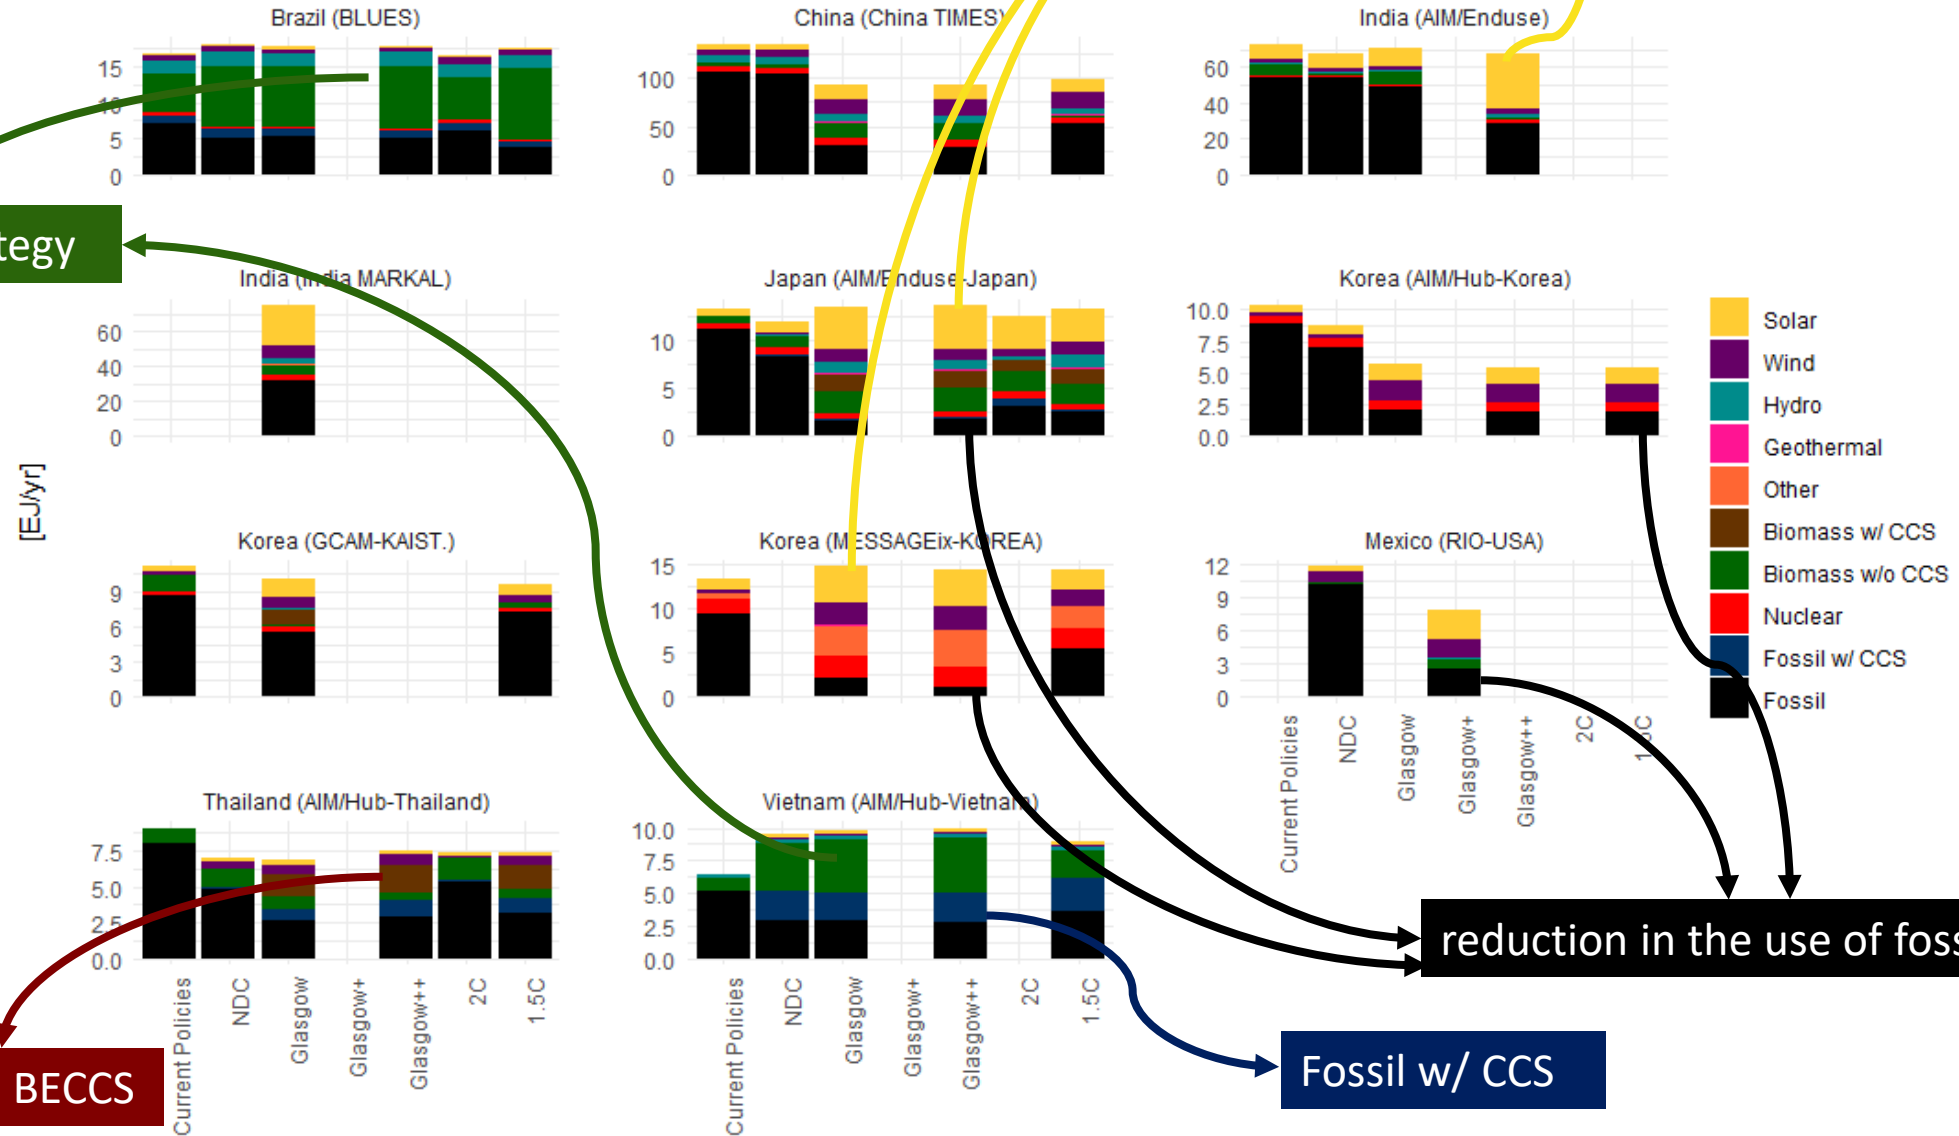 Brazil (BLUES)
China (China TIMES)
India (AIM/Enduse)
15
10
5
0
100
50
0
60
40
20
0
tegy
India (India MARKAL)
Japan (AIM/Enduse-Japan)
Korea (AIM/Hub-Korea)
60
40
20
0
10
5
0
10.0
7.5
5.0
2.5
0.0
Solar
Wind
Hydro
Geothermal
Other
Biomass w/ CCS
Biomass w/o CCS
Nuclear
Fossil w/ CCS
Fossil
[EJ/yr]
Korea (GCAM-KAIST.)
Korea (MESSAGEix-KOREA)
Mexico (RIO-USA)
9
6
3
0
15
10
5
0
12
9
6
3
0
Current Policies
NDC
Glasgow
Glasgow+
Glasgow++
2C
1.5C
Thailand (AIM/Hub-Thailand)
Vietnam (AIM/Hub-Vietnam)
7.5
5.0
2.5
0.0
10.0
7.5
5.0
2.5
0.0
Current Policies
NDC
Glasgow
Glasgow+
Glasgow++
2C
1.5C
Current Policies
NDC
Glasgow
Glasgow+
Glasgow++
2C
1.5C
reduction in the use of foss
Fossil w/ CCS
BECCS